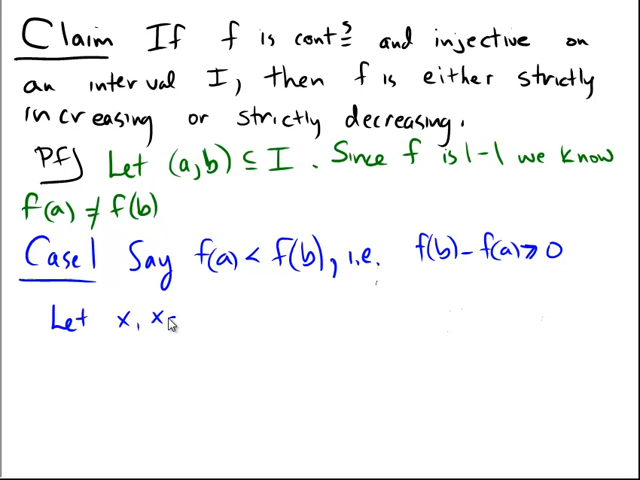 Claim If f is conts and injective on
an interval I, then f is either strictly
increasing or strictly decreasing.
Pf) Let (a,b) ⊆ I. Since f is 1-1 we know
f(a) ≠ f(b)
Case 1 Say f(a) < f(b), i.e. f(b) - f(a) > 0
Let x, x